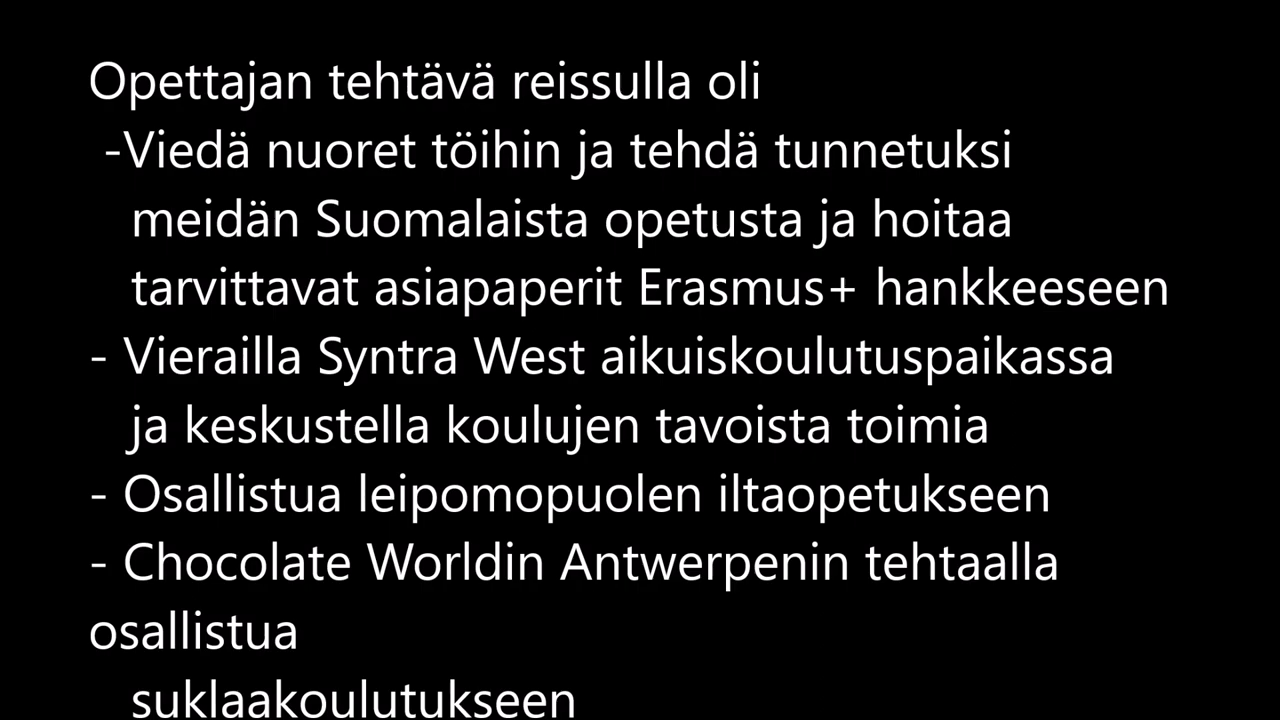 Opettajan tehtävä reissulla oli
-Viedä nuoret töihin ja tehdä tunnetuksi
meidän Suomalaista opetusta ja hoitaa
tarvittavat asiapaperit Erasmus+ hankkeeseen
- Vierailla Syntra West aikuiskoulutuspaikassa
ja keskustella koulujen tavoista toimia
- Osallistua leipomopuolen iltaopetukseen
- Chocolate Worldin Antwerpenin tehtaalla
osallistua
suklaakoulutukseen